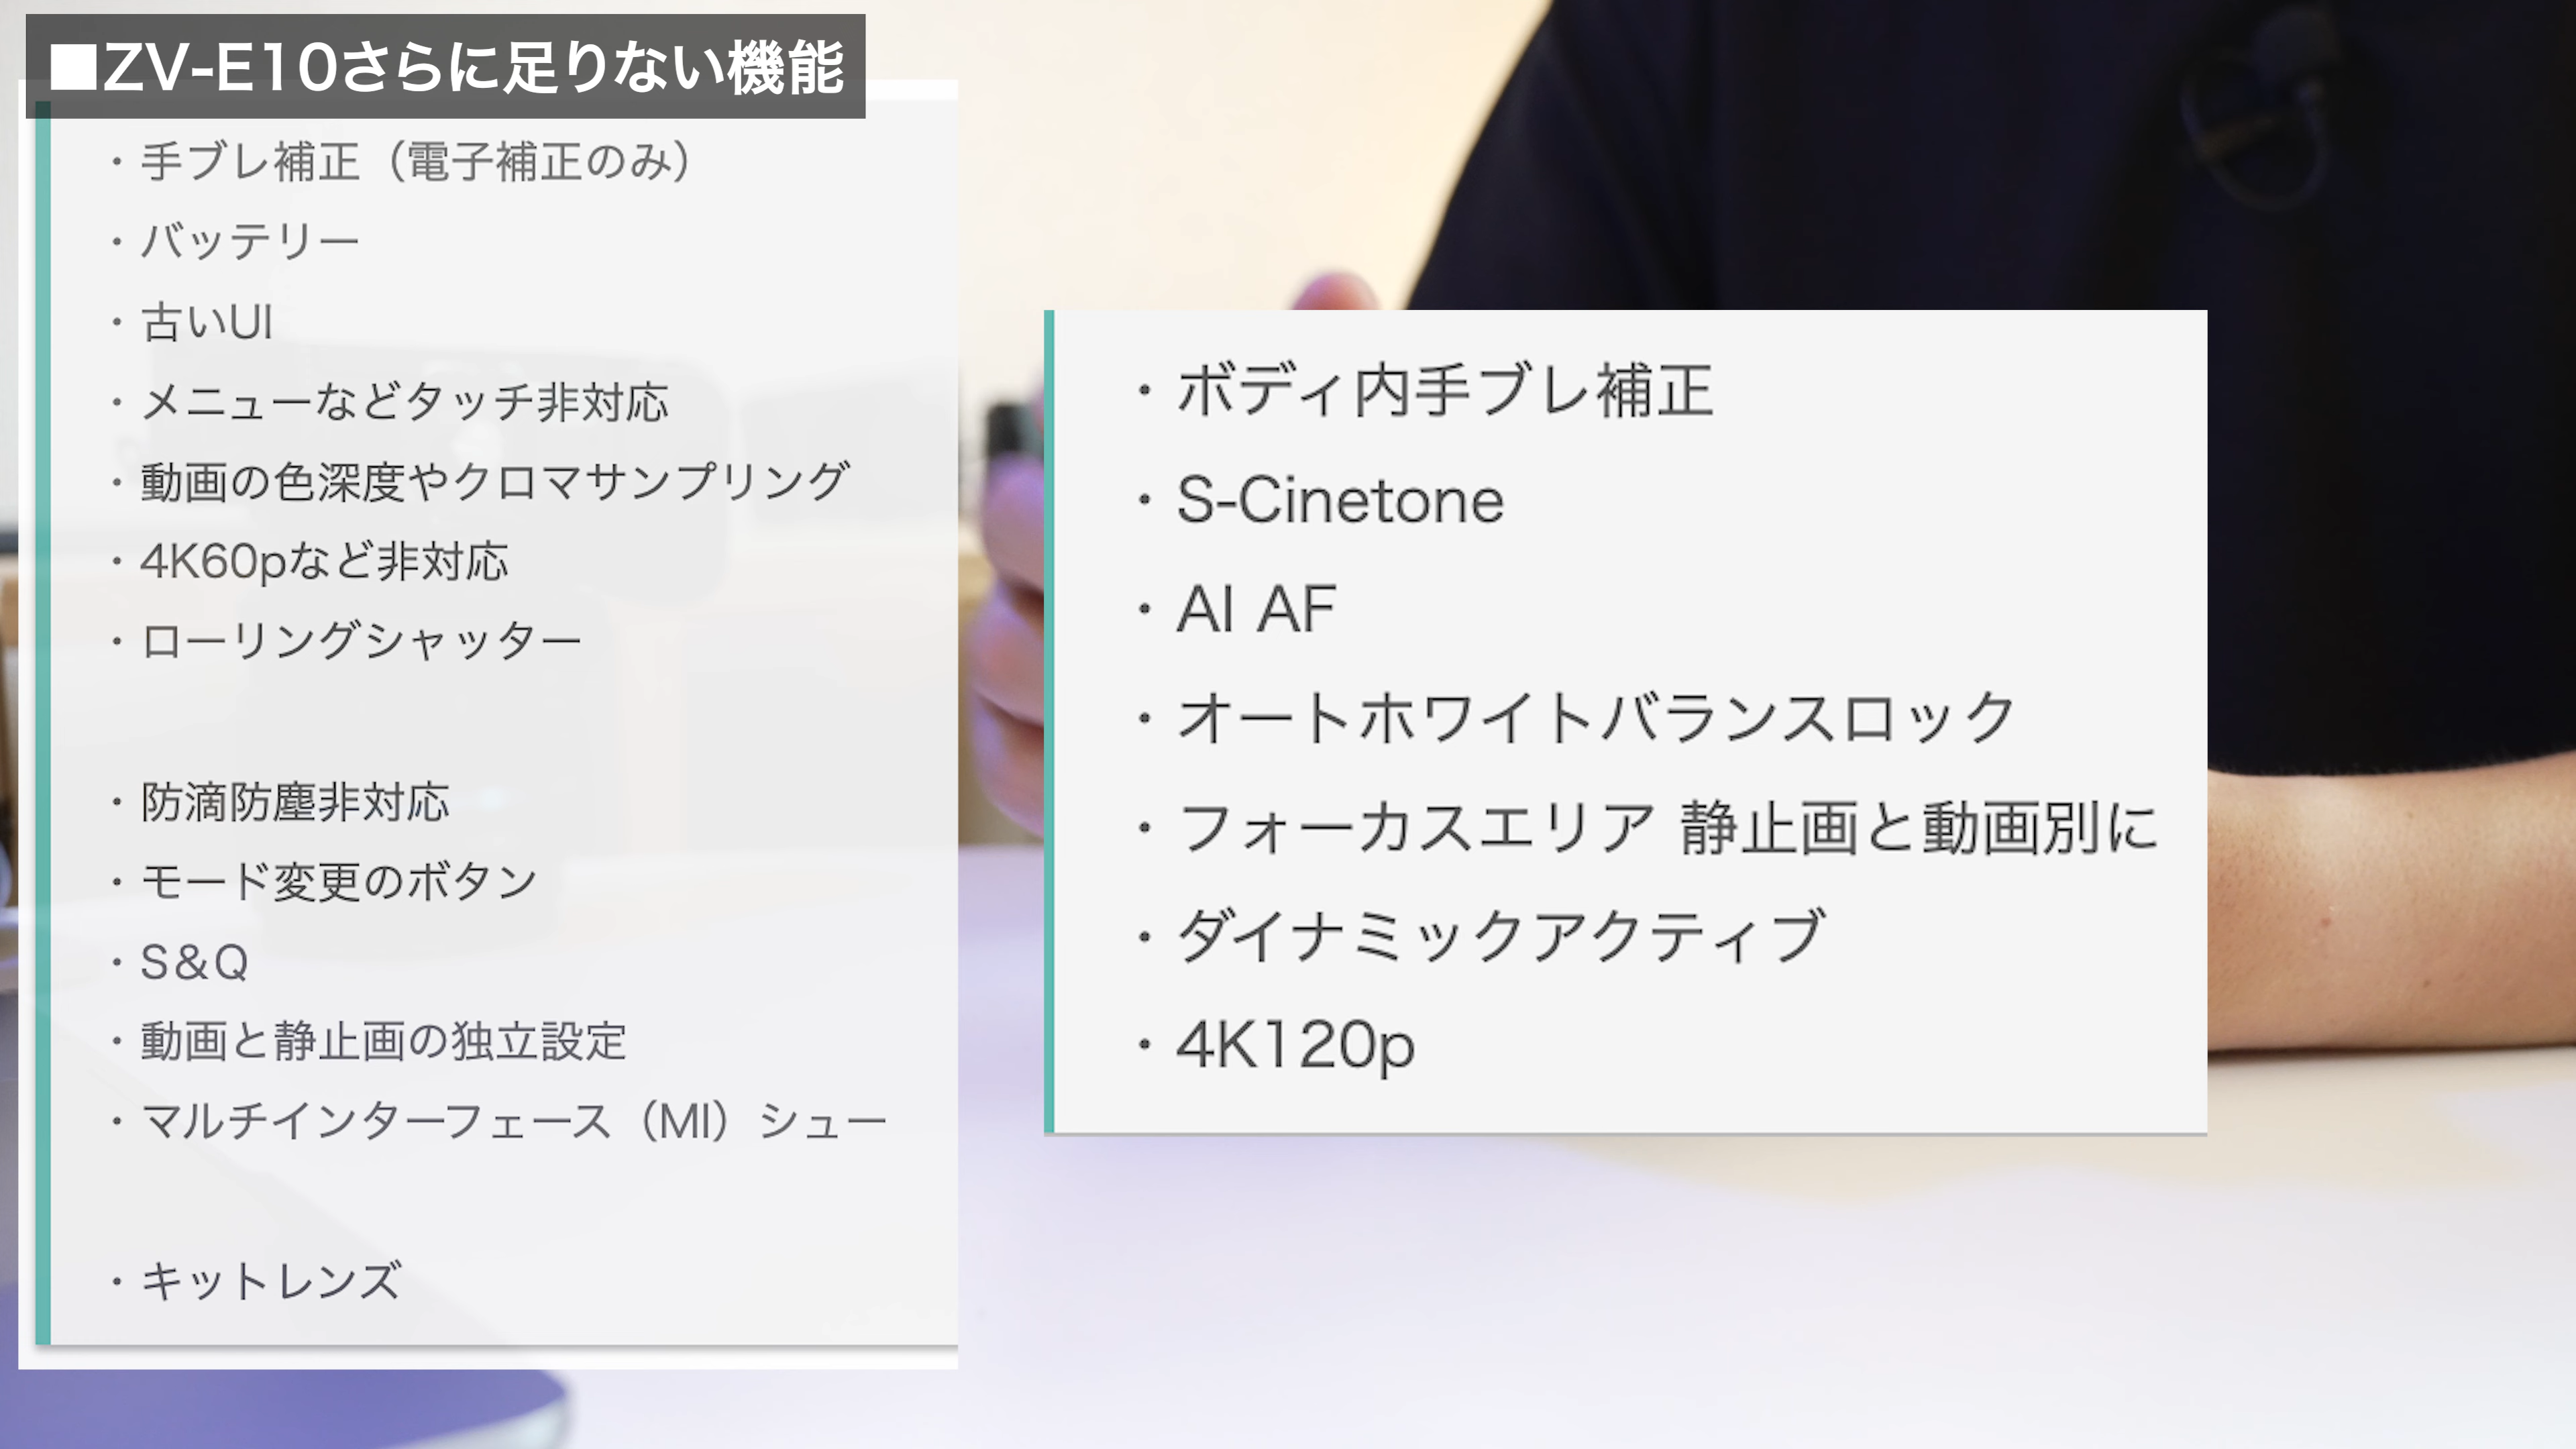 ■ZV-E10さらに足りない機能
・手ブレ補正（電子補正のみ）
・バッテリー
・古いUI
・メニューなどタッチ非対応
・動画の色深度やクロマサンプリング
・4K60pなど非対応
・ローリングシャッター
・防滴防塵非対応
・モード変更のボタン
・S&Q
・動画と静止画の独立設定
・マルチインターフェース（MI）シュー
・キットレンズ
・ボディ内手ブレ補正
・S-Cinetone
・AI AF
・オートホワイトバランスロック
・フォーカスエリア 静止画と動画別に
・ダイナミックアクティブ
・4K120p